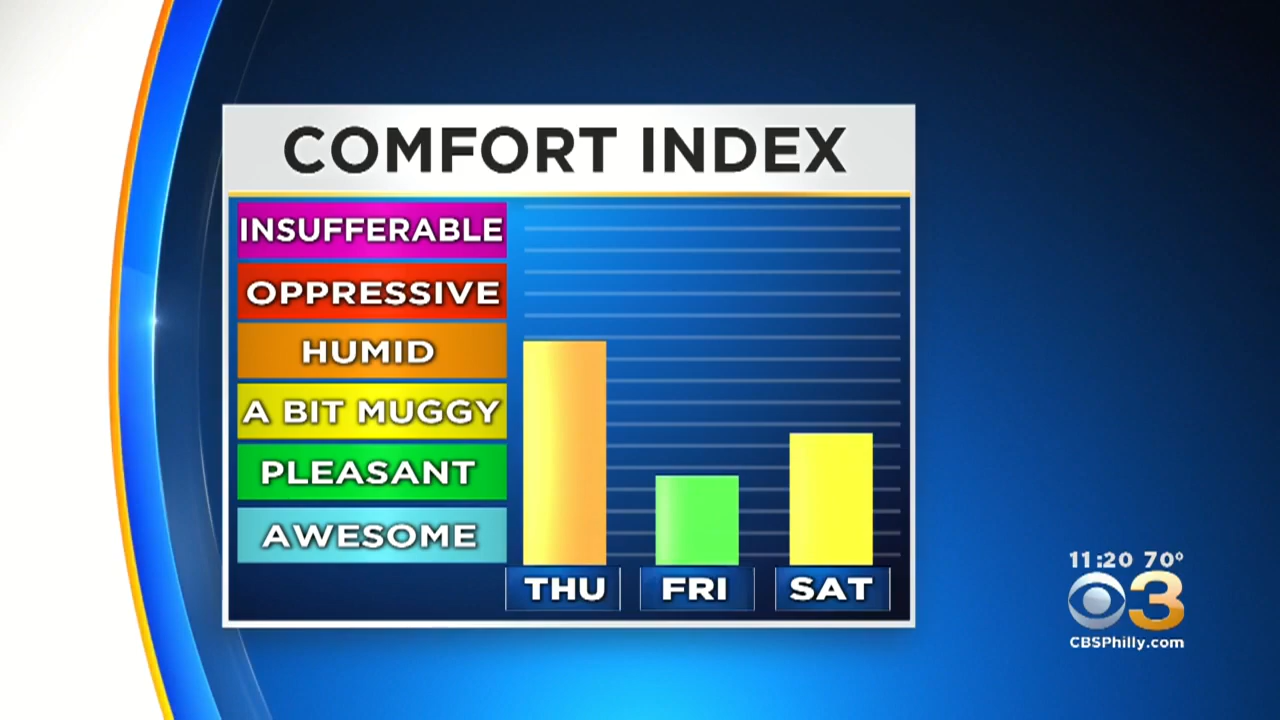 COMFORT INDEX
INSUFFERABLE
OPPRESSIVE
HUMID
A BIT MUGGY
PLEASANT
AWESOME
THU FRI SAT
11:20 70°
3
CBSPhilly.com